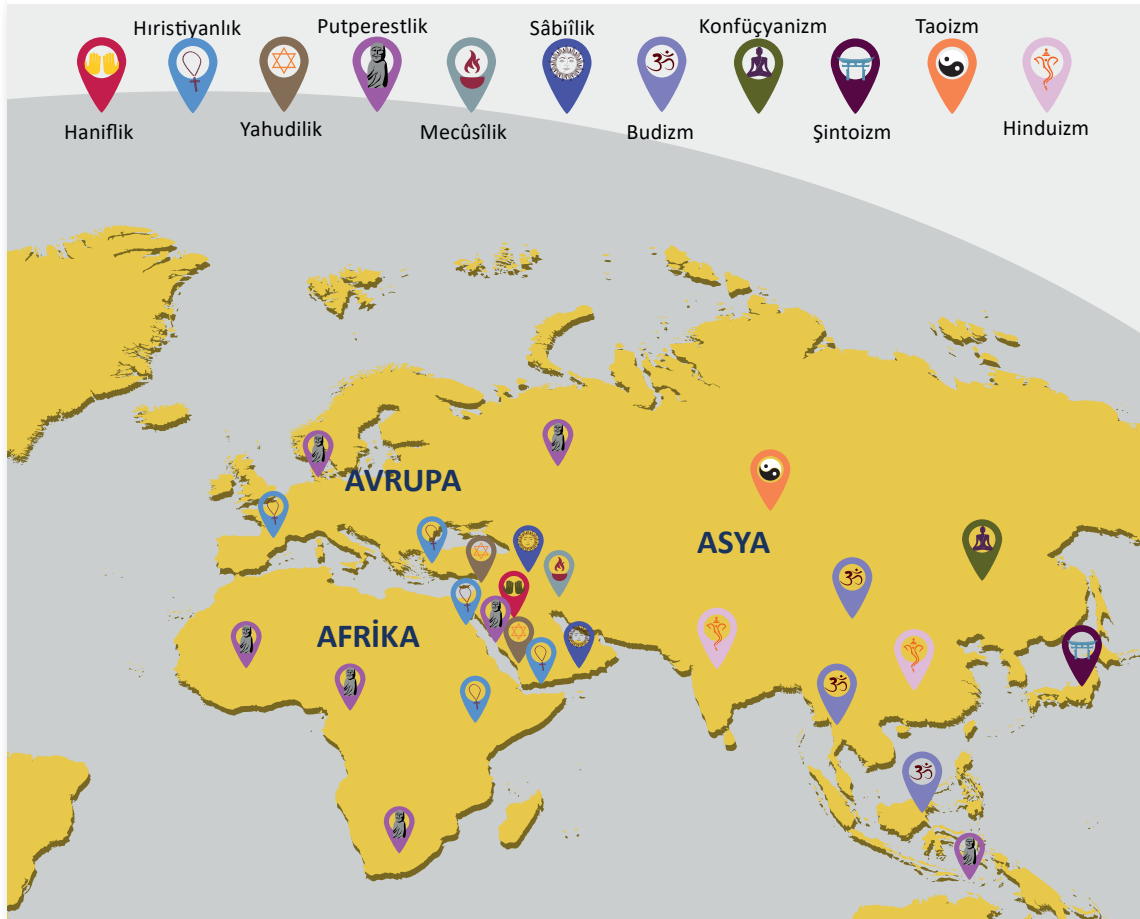 Hıristiyanlık
Putperestlik
Sâbiîlik
Konfüçyanizm
Taoizm
Haniflik
Yahudilik
Mecûsîlik
Budizm
Şintoizm
Hinduizm
AVRUPA
ASYA
AFRİKA